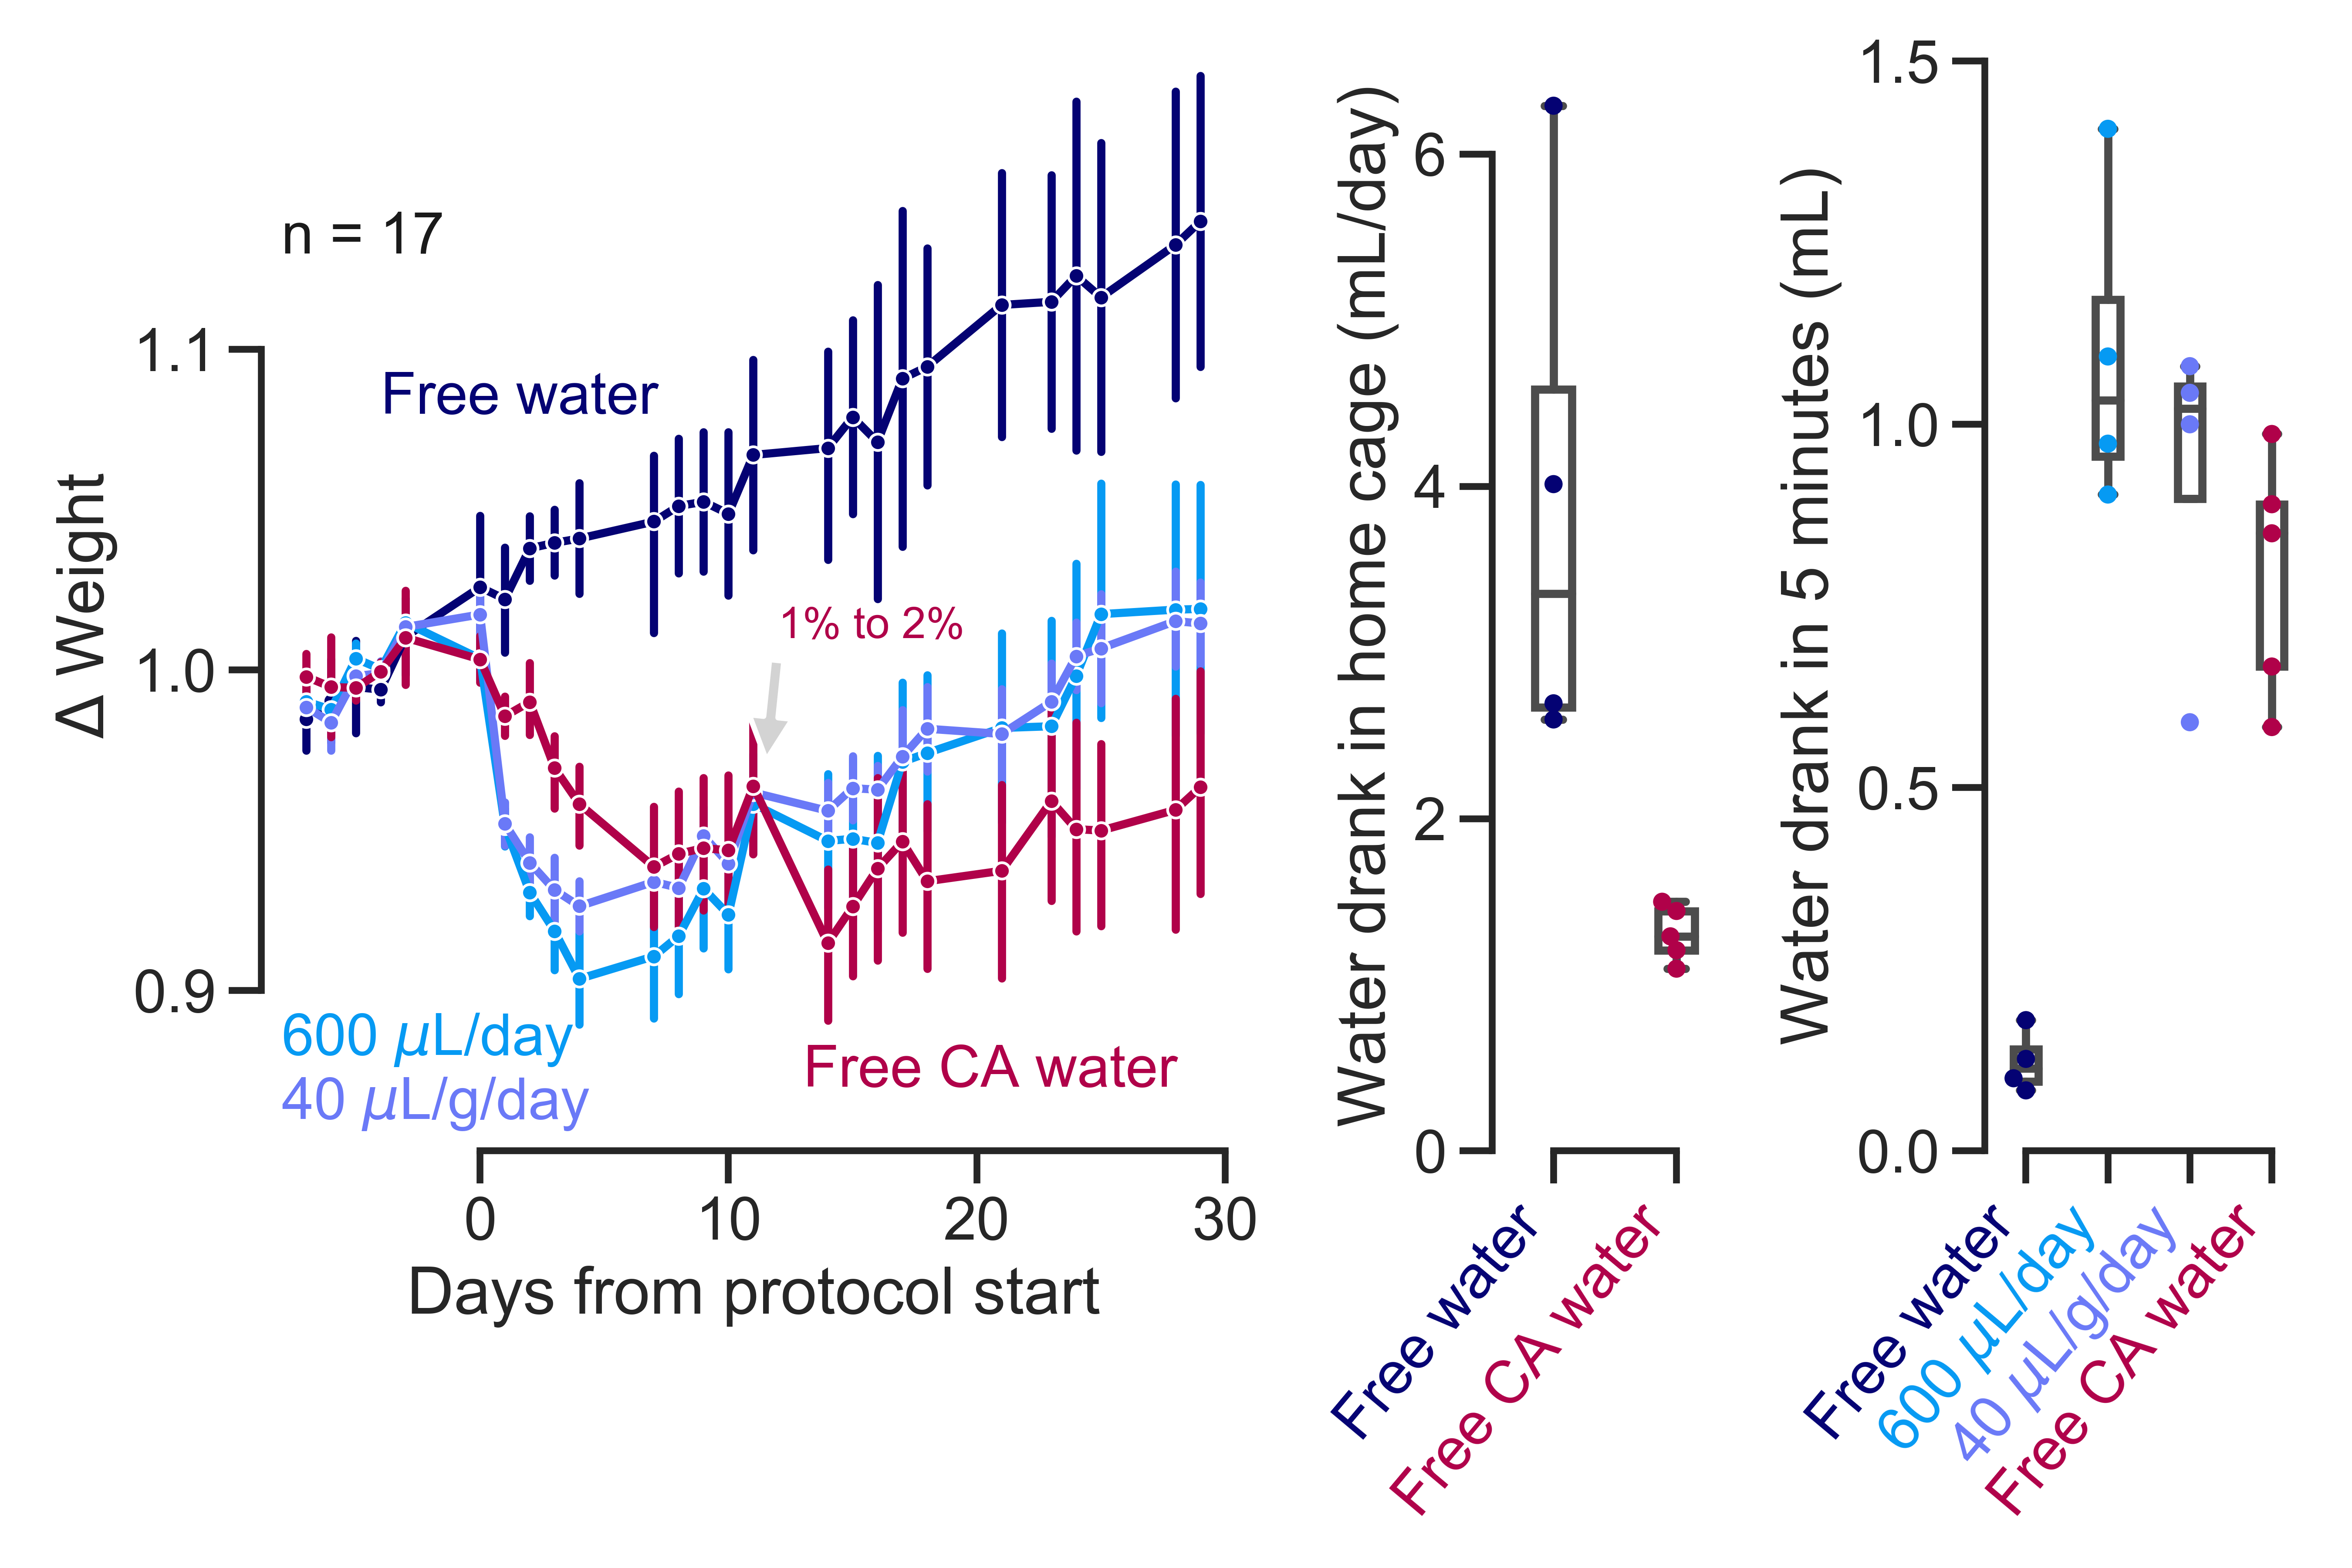 n = 17
Δ Weight
1.1
1.0
0.9
Free water
1% to 2%
600 µL/day
40 µL/g/day
Free CA water
0
10
20
30
Days from protocol start
Water drank in home cage (mL/day)
6
4
2
0
Free water
Free CA water
Water drank in 5 minutes (mL)
1.5
1.0
0.5
0.0
Free water
600 µL/day
40 µL/g/day
Free CA water